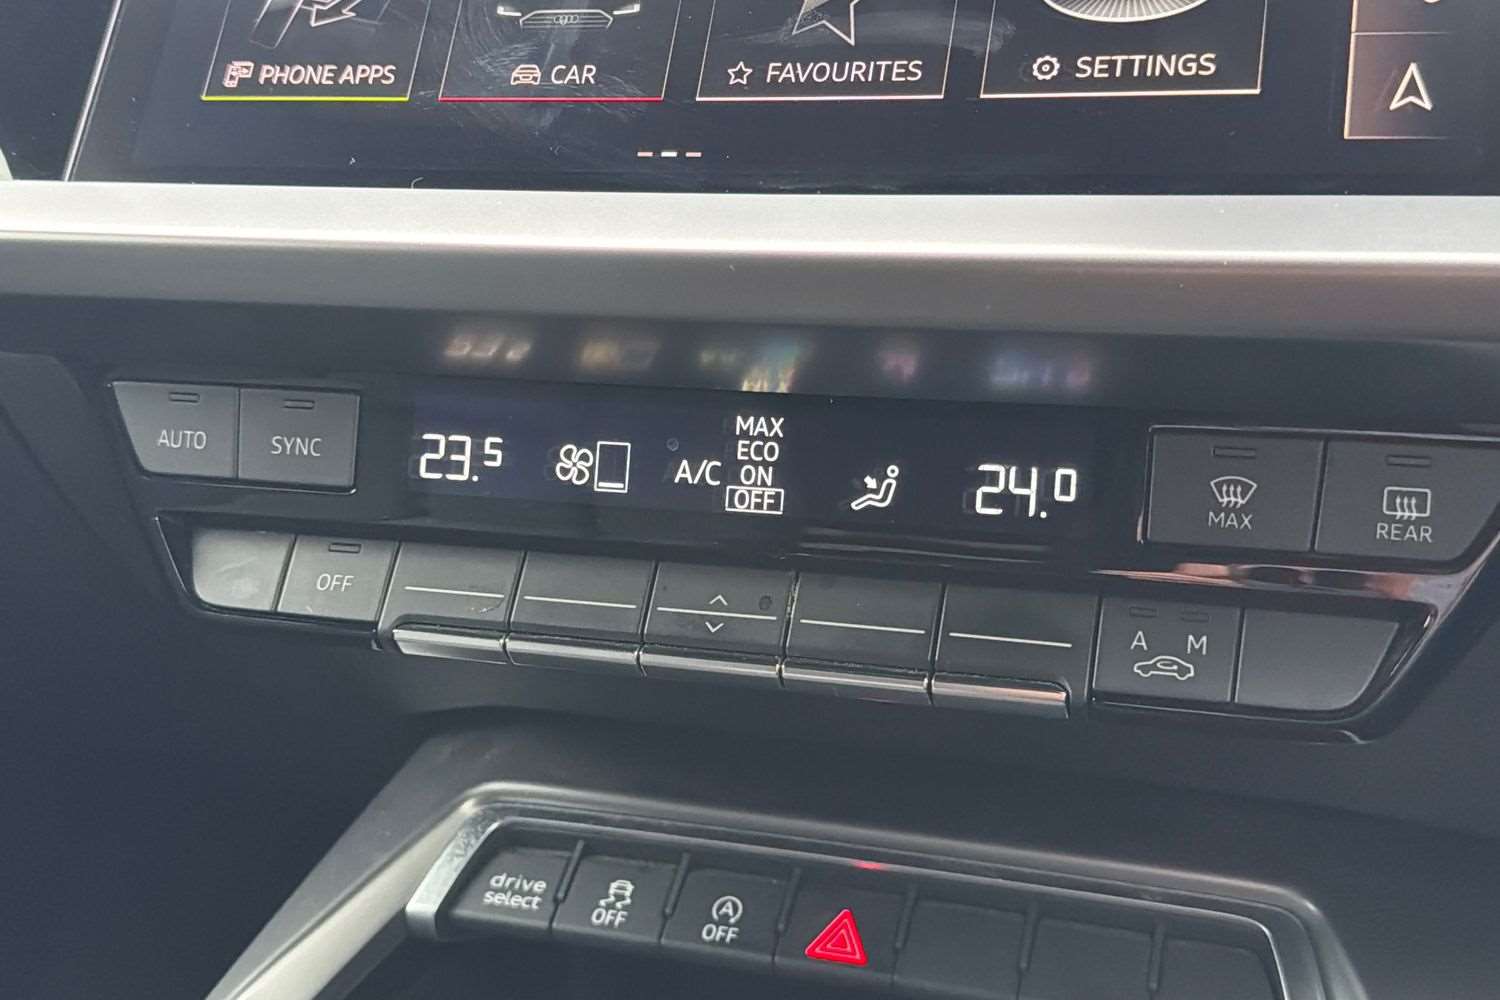 PHONE APPS
CAR
FAVOURITES
SETTINGS
AUTO
SYNC
23.5
A/C
MAX
ECO
ON
OFF
24.0
MAX
REAR
OFF
A M
drive
select
OFF
A
OFF